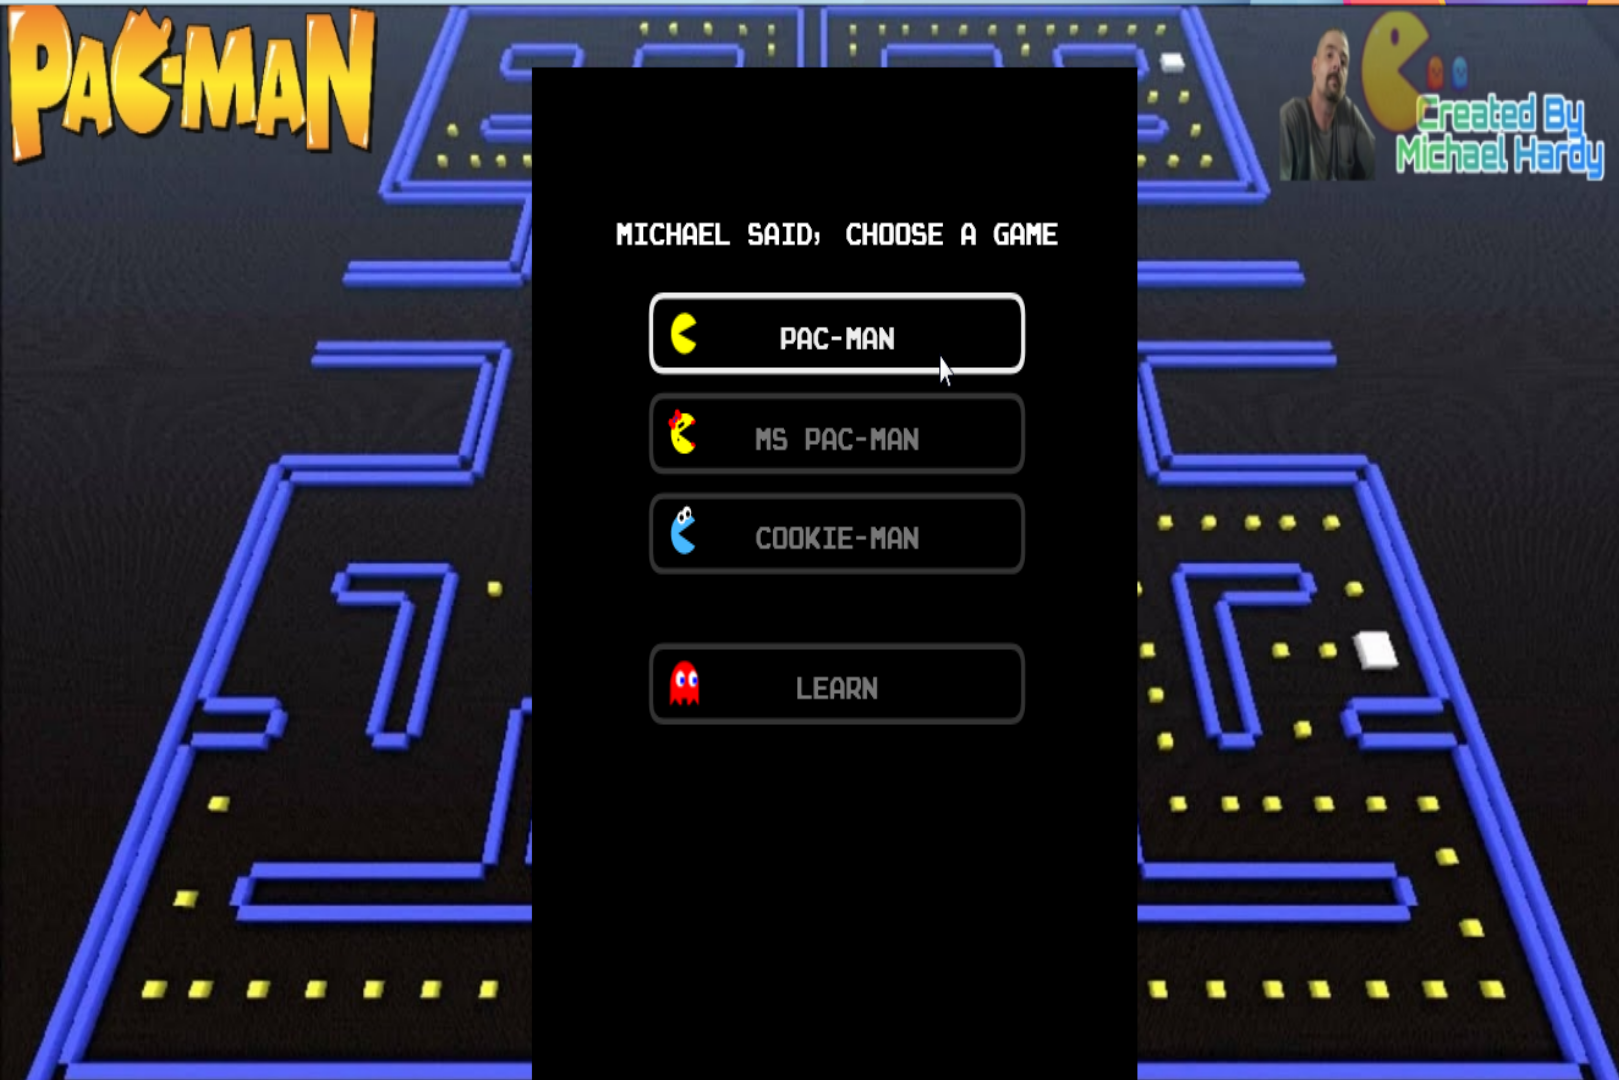 PAC-MAN
Created By
Michael Hardy
MICHAEL SAID, CHOOSE A GAME
PAC-MAN
MS PAC-MAN
COOKIE-MAN
LEARN